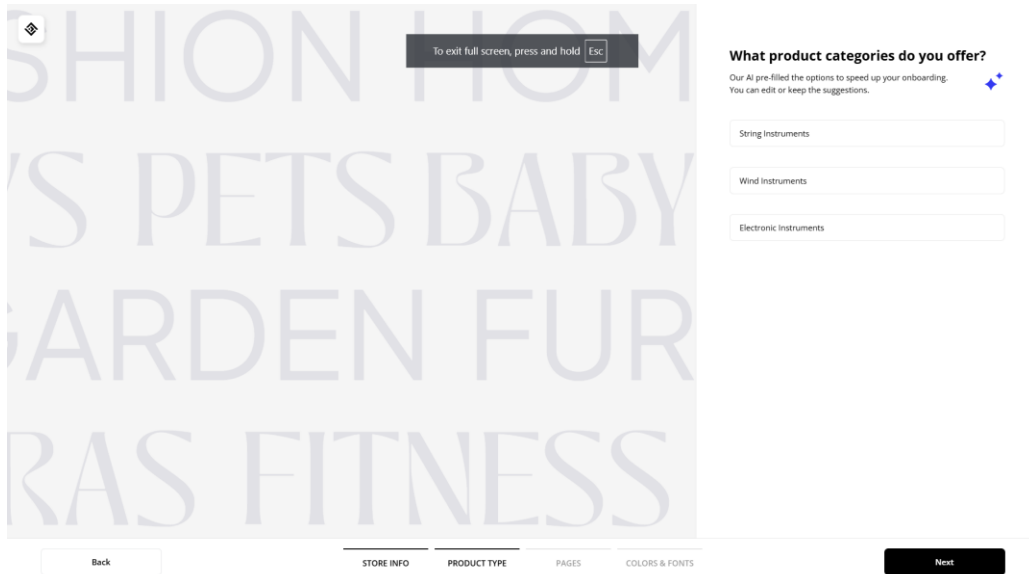 SHION HOM
To exit full screen, press and hold Esc
'S PETS BABY
GARDEN FUR
RAS FITNESS
What product categories do you offer?
Our AI pre-filled the options to speed up your onboarding.
You can edit or keep the suggestions.
String Instruments
Wind Instruments
Electronic Instruments
Back
STORE INFO
PRODUCT TYPE
PAGES
COLORS & FONTS
Next